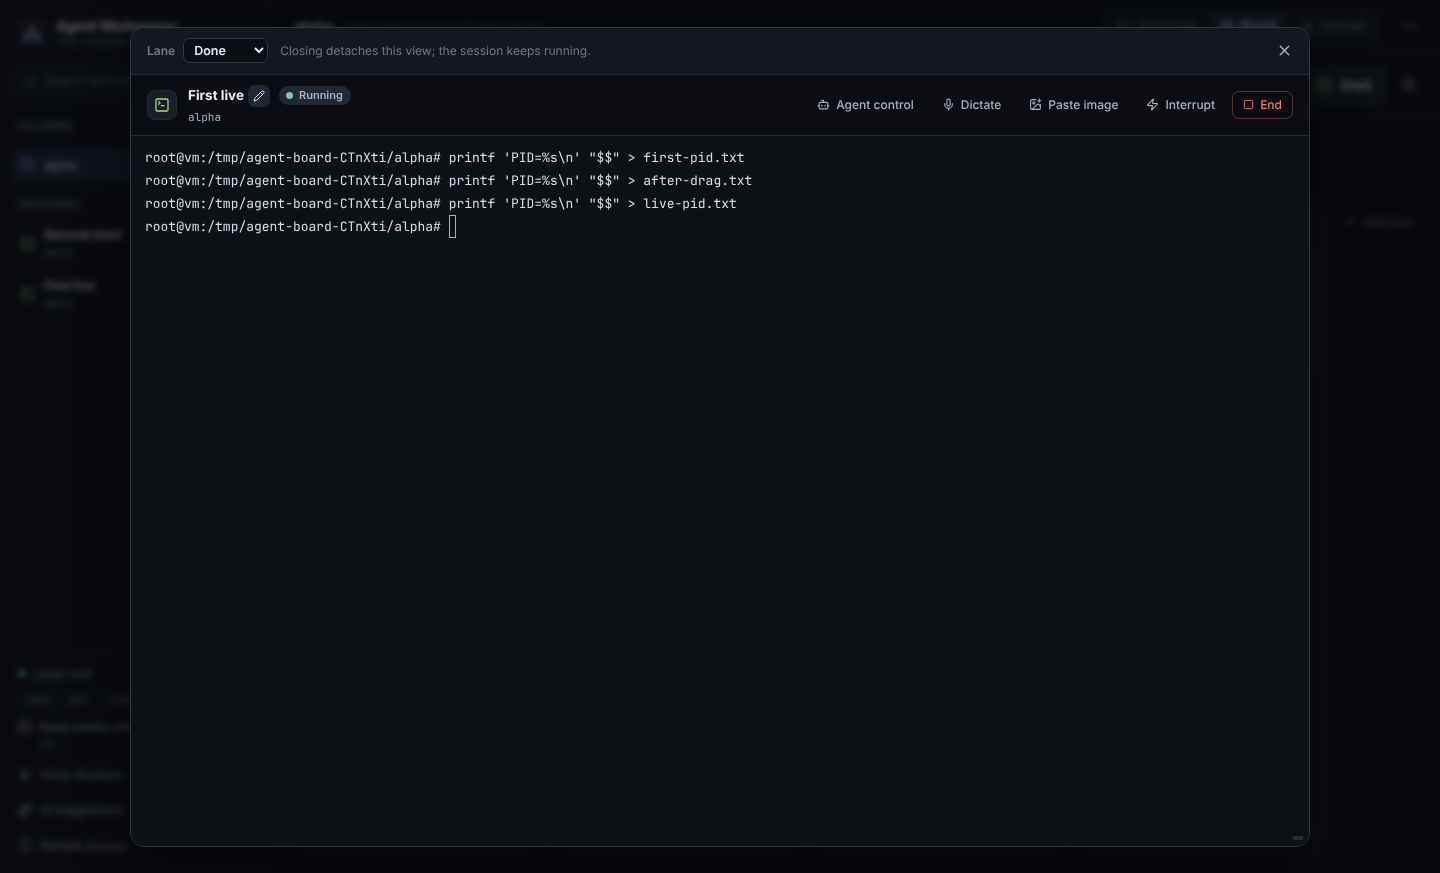 Lane Done Closing detaches this view; the session keeps running.
First live Running
alpha
Agent control Dictate Paste image Interrupt End
root@vm:/tmp/agent-board-CTnXti/alpha# printf 'PID=%s\n' "$$" > first-pid.txt
root@vm:/tmp/agent-board-CTnXti/alpha# printf 'PID=%s\n' "$$" > after-drag.txt
root@vm:/tmp/agent-board-CTnXti/alpha# printf 'PID=%s\n' "$$" > live-pid.txt
root@vm:/tmp/agent-board-CTnXti/alpha#